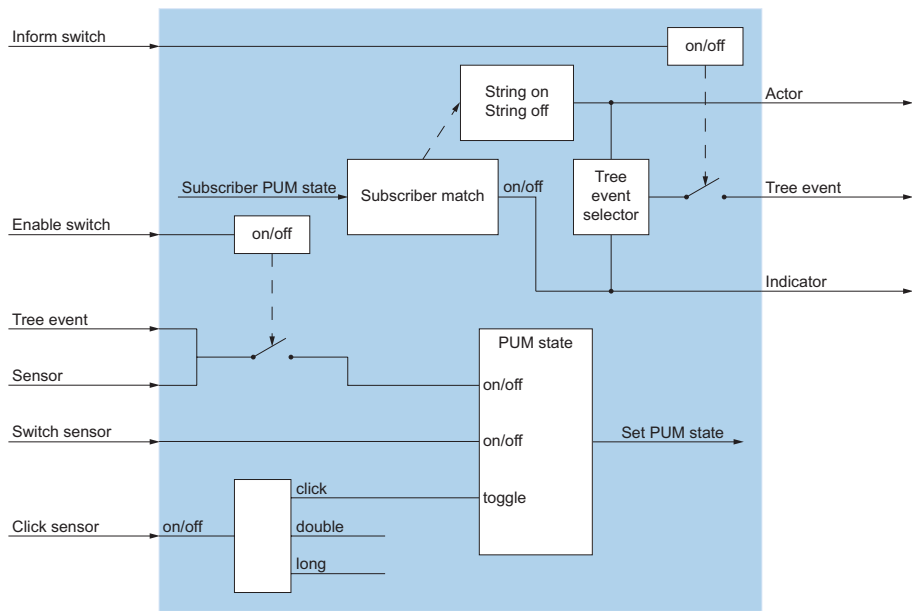 Inform switch
on/off
String on
String off
Actor
Subscriber PUM state
Subscriber match
on/off
Tree
event
selector
Tree event
Enable switch
on/off
Indicator
Tree event
PUM state
Sensor
on/off
Switch sensor
on/off
Set PUM state
click
toggle
Click sensor
on/off
double
long